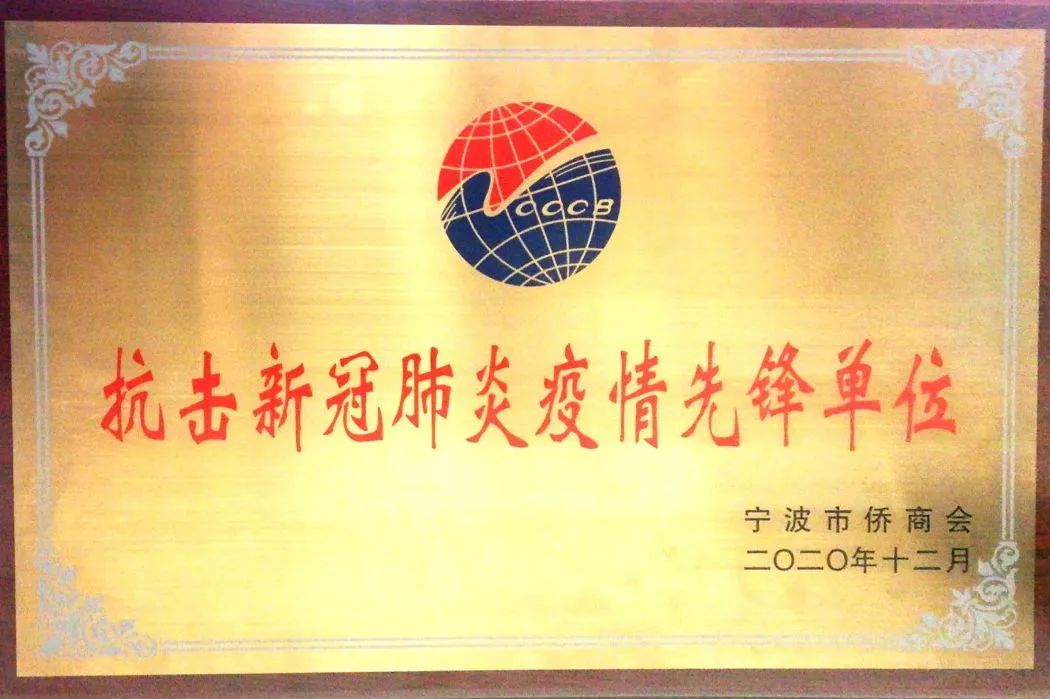 CCCB
抗击新冠肺炎疫情先锋单位
宁波市侨商会
二〇二〇年十二月